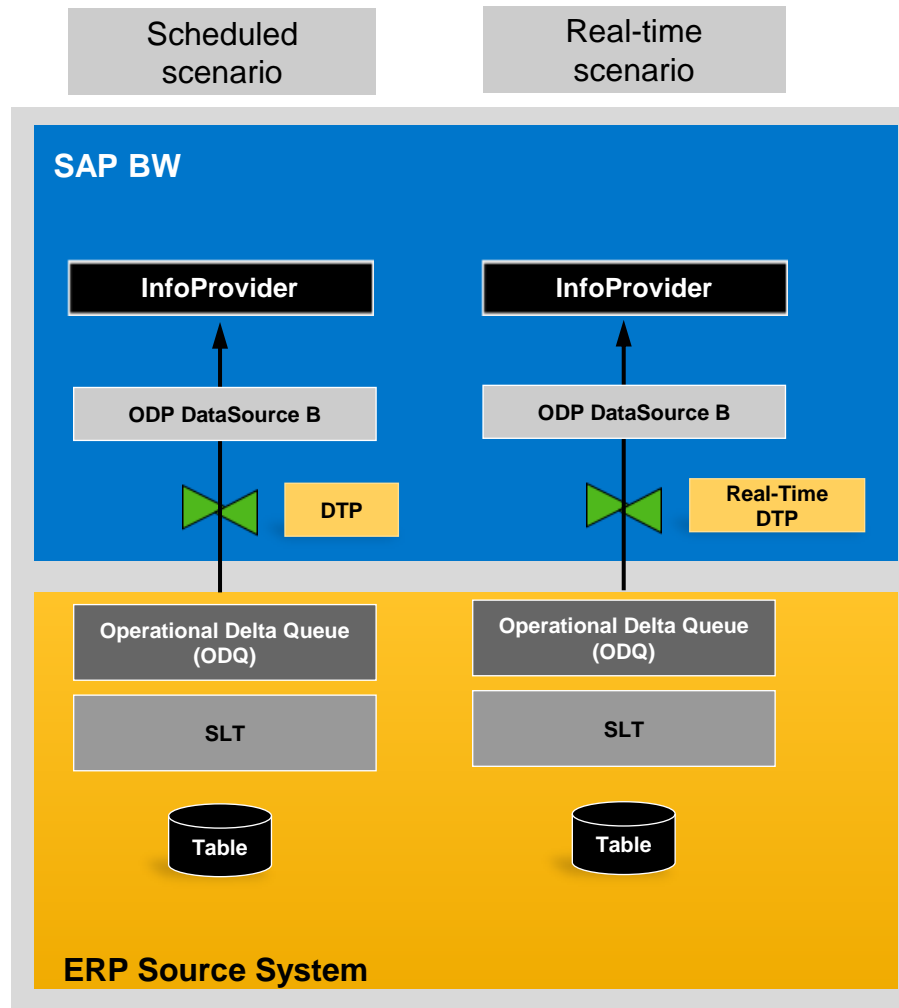 Scheduled
scenario
Real-time
scenario
SAP BW
InfoProvider
InfoProvider
ODP DataSource B
ODP DataSource B
DTP
Real-Time
DTP
Operational Delta Queue
(ODQ)
Operational Delta Queue
(ODQ)
SLT
SLT
Table
Table
ERP Source System